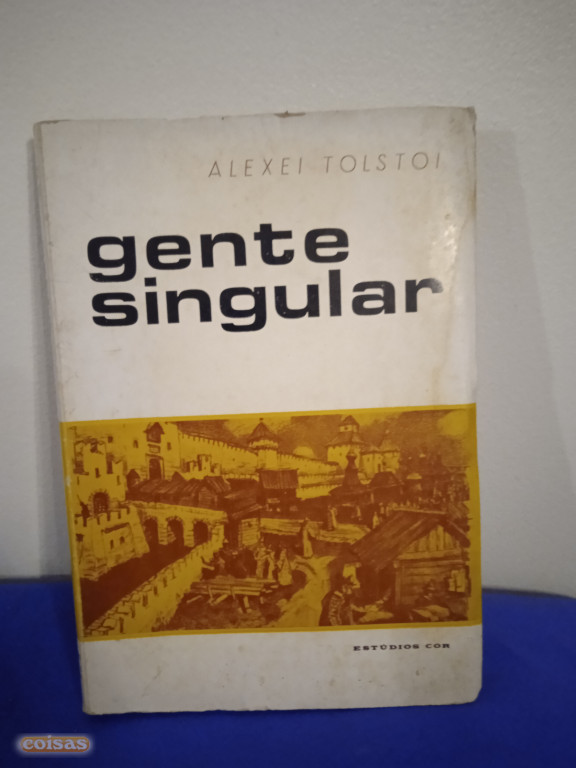 ALEXEI TOLSTOI
gente
singular
ESTÚDIOS COR
coisas